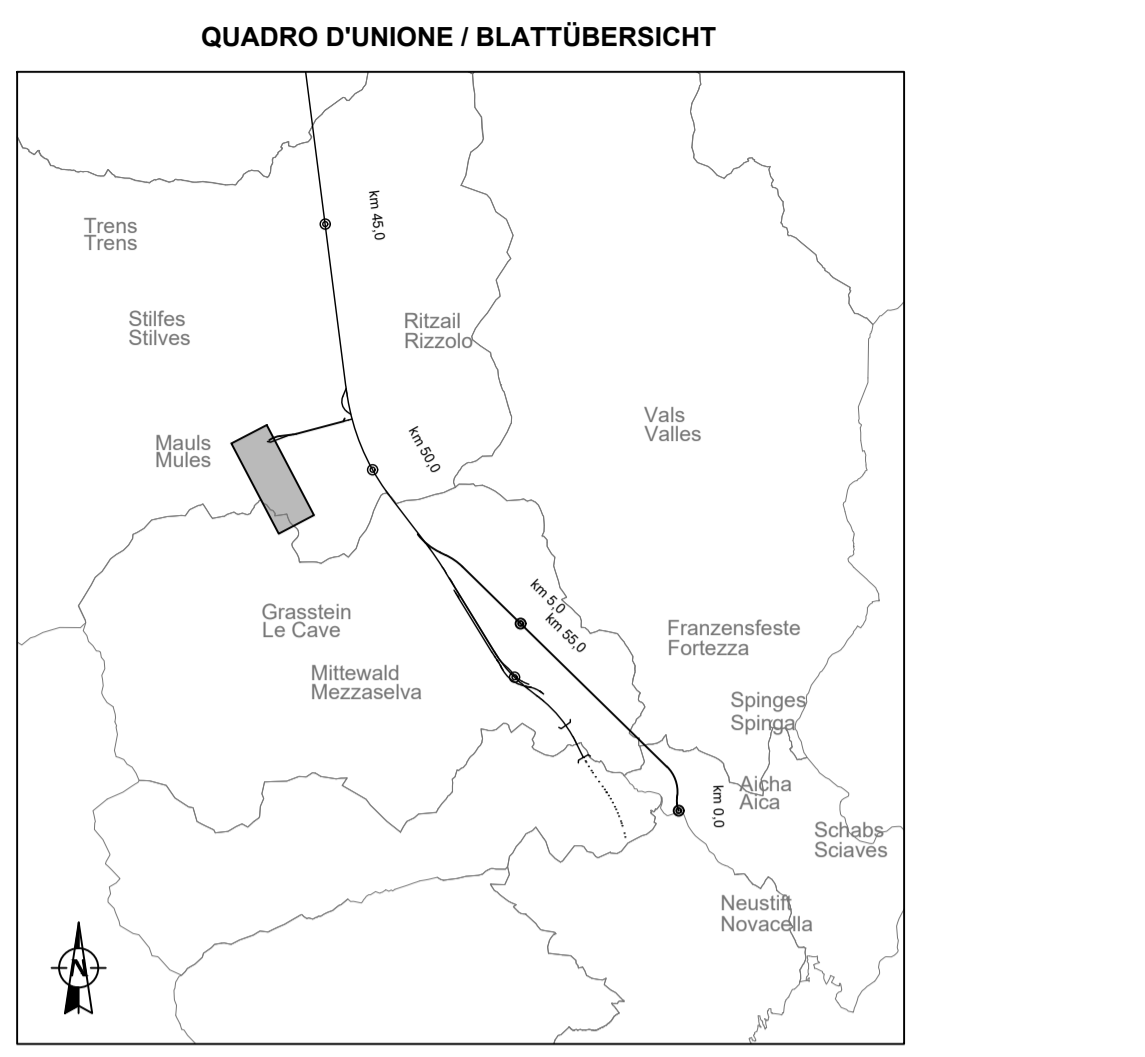 QUADRO D'UNIONE / BLATTÜBERSICHT
km 45,0
Trens
Trens
Stilfes
Stilves
Ritzail
Rizzolo
Vals
Valles
km 50,0
Mauls
Mules
km 5,0
km 55,0
Grasstein
Le Cave
Franzensfeste
Fortezza
Mittewald
Mezzaselva
Spinges
Spinga
Aicha
Aica
km 0,0
Schabs
Sciaves
Neustift
Novacella
N